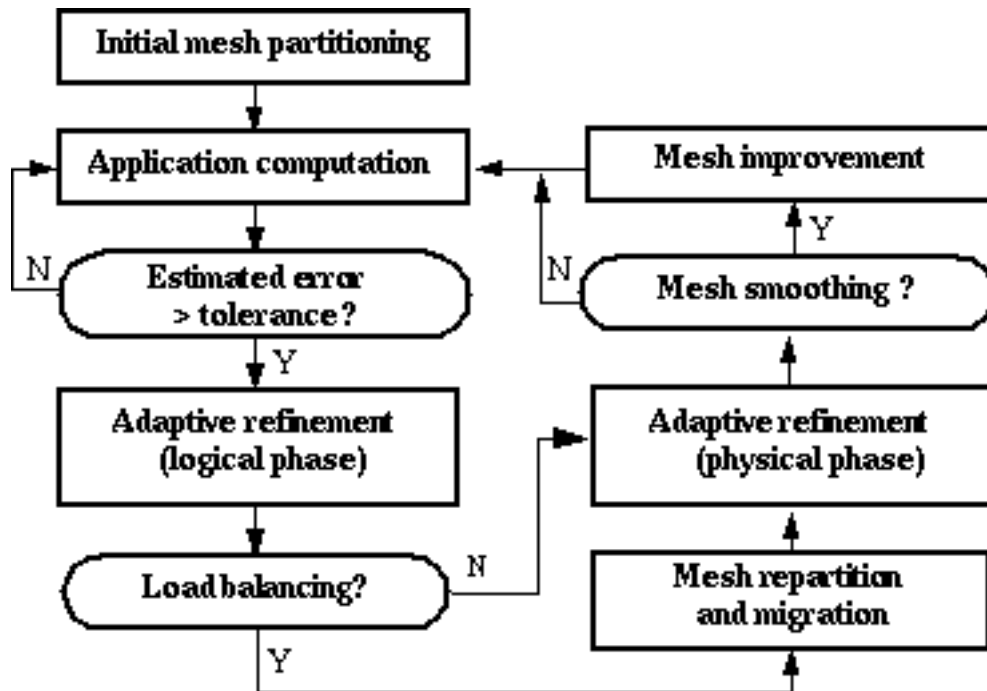 Initial mesh partitioning
Application computation
N
Estimated error
> tolerance?
Y
Adaptive refinement
(logical phase)
Load balancing?
N
Y
Mesh improvement
Y
N
Mesh smoothing ?
Adaptive refinement
(physical phase)
Mesh repartition
and migration